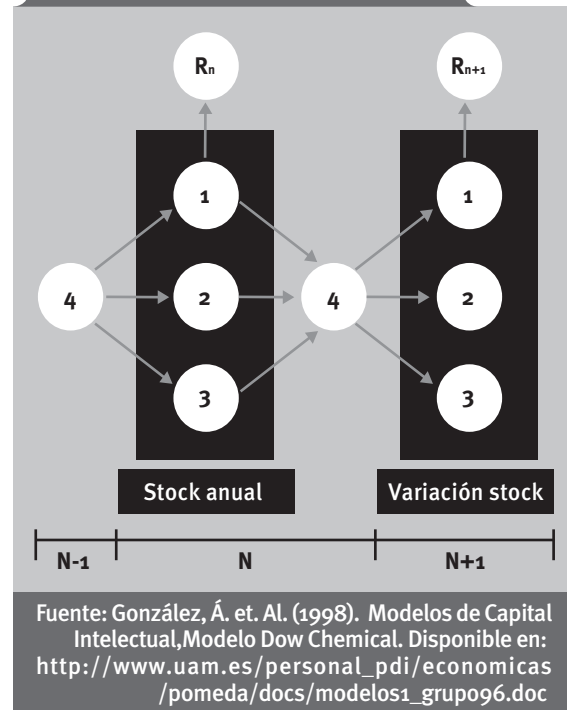 Rn Rn+1
1 1
4 2 4 2
3 3
Stock anual Variación stock
N-1 N N+1
Fuente: González, Á. et. Al. (1998). Modelos de Capital
Intelectual,Modelo Dow Chemical. Disponible en:
http://www.uam.es/personal_pdi/economicas
/pomeda/docs/modelos1_grupo96.doc